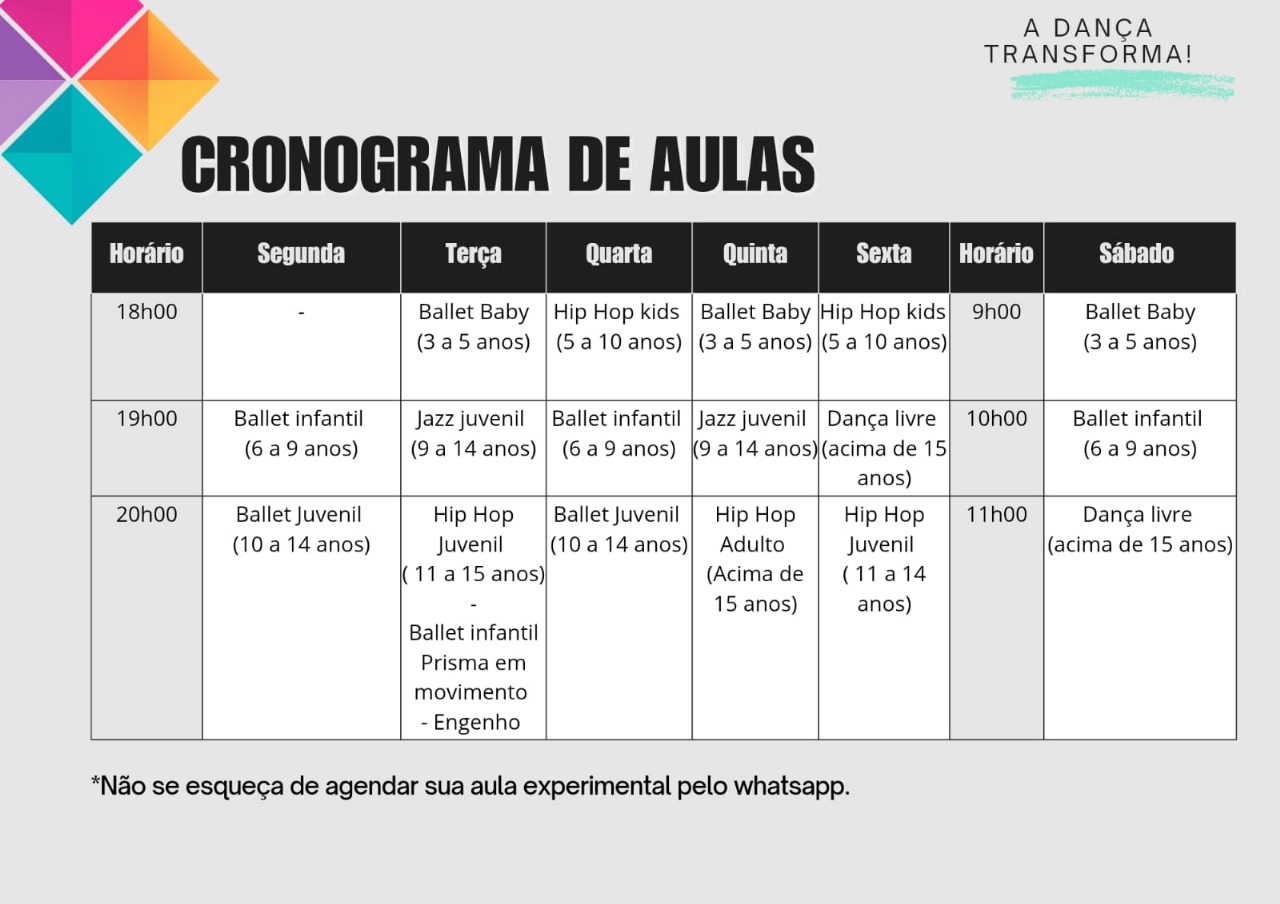 A DANÇA
TRANSFORMA!
CRONOGRAMA DE AULAS
Horário Segunda Terça Quarta Quinta Sexta Horário Sábado
18h00 - Ballet Baby Hip Hop kids Ballet Baby Hip Hop kids 9h00 Ballet Baby
(3 a 5 anos) (5 a 10 anos) (3 a 5 anos) (5 a 10 anos) (3 a 5 anos)
19h00 Ballet infantil Jazz juvenil Ballet infantil Jazz juvenil Dança livre 10h00 Ballet infantil
(6 a 9 anos) (9 a 14 anos) (6 a 9 anos) (9 a 14 anos) (acima de 15 (6 a 9 anos)
anos)
20h00 Ballet Juvenil Hip Hop Ballet Juvenil Hip Hop Hip Hop 11h00 Dança livre
(10 a 14 anos) Juvenil (10 a 14 anos) Adulto Juvenil (acima de 15 anos)
( 11 a 15 anos) (Acima de ( 11 a 14
- 15 anos) anos)
Ballet infantil
Prisma em
movimento
- Engenho
*Não se esqueça de agendar sua aula experimental pelo whatsapp.